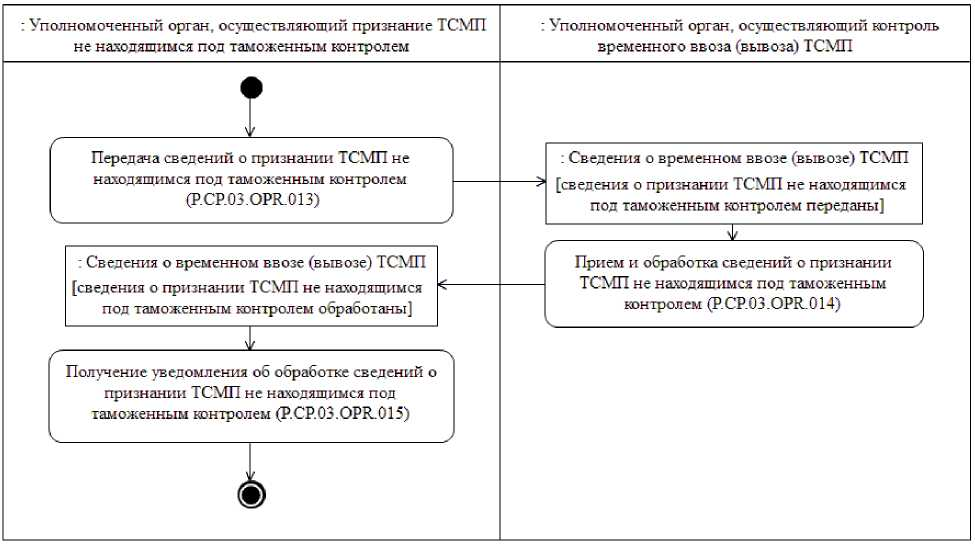 : Уполномоченный орган, осуществляющий признание ТСМП
не находящимся под таможенным контролем
: Уполномоченный орган, осуществляющий контроль
временного ввоза (вывоза) ТСМП
Передача сведений о признании ТСМП не
находящимся под таможенным контролем
(P.CP.03.OPR.013)
: Сведения о временном ввозе (вывозе) ТСМП
[сведения о признании ТСМП не находящимся
под таможенным контролем переданы]
Прием и обработка сведений о признании
ТСМП не находящимся под таможенным
контролем (P.CP.03.OPR.014)
: Сведения о временном ввозе (вывозе) ТСМП
[сведения о признании ТСМП не находящимся
под таможенным контролем обработаны]
Получение уведомления об обработке сведений о
признании ТСМП не находящимся под
таможенным контролем (P.CP.03.OPR.015)